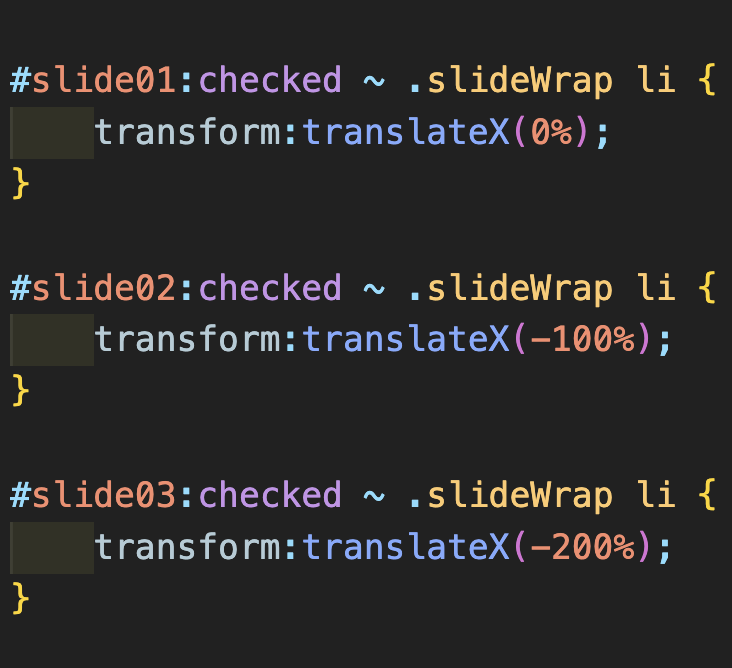 #slide01:checked ~ .slideWrap li {
    transform:translateX(0%);
}
#slide02:checked ~ .slideWrap li {
    transform:translateX(-100%);
}
#slide03:checked ~ .slideWrap li {
    transform:translateX(-200%);
}